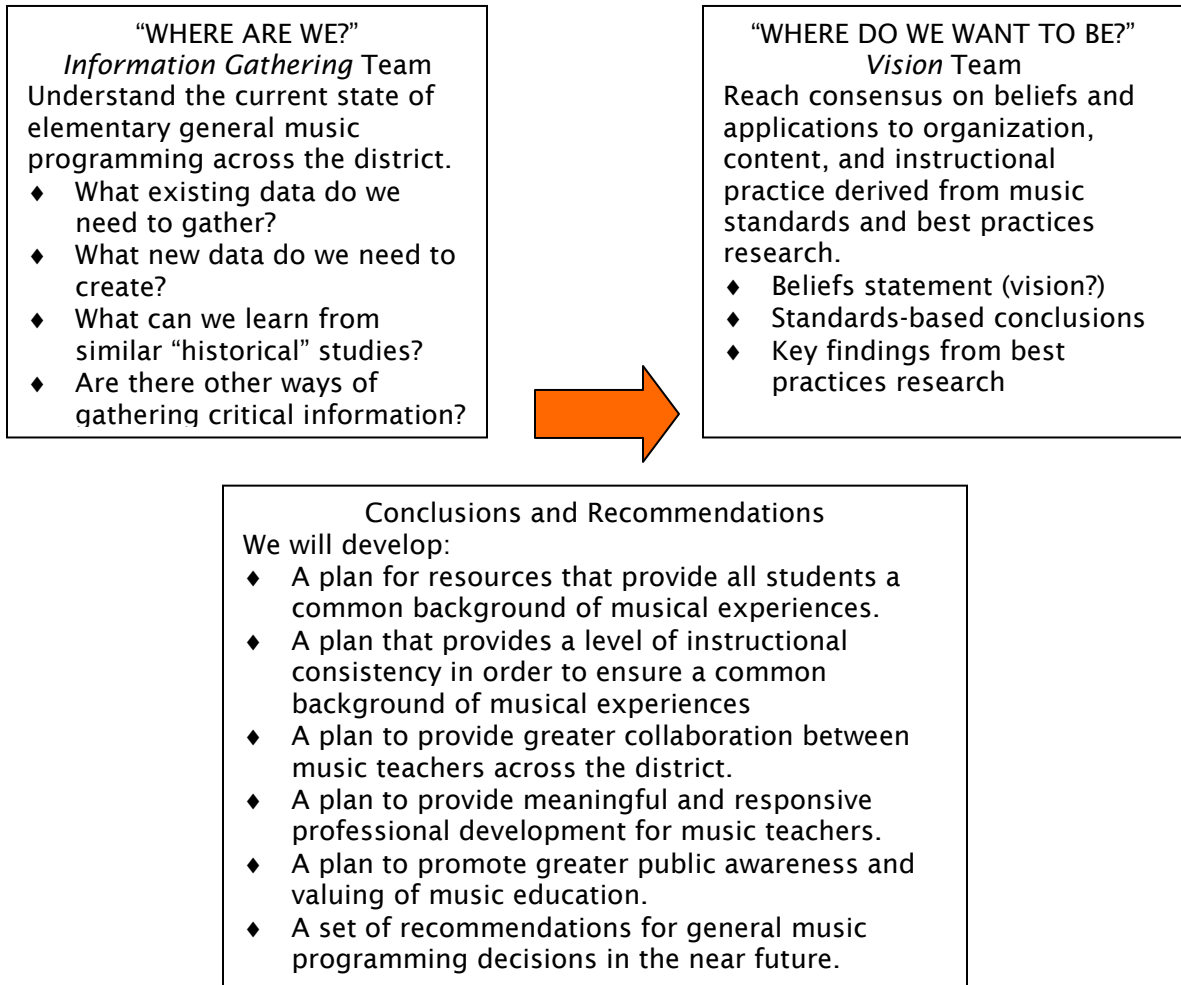 “WHERE ARE WE?”
Information Gathering Team
Understand the current state of
elementary general music
programming across the district.
♦ What existing data do we
need to gather?
♦ What new data do we need to
create?
♦ What can we learn from
similar “historical” studies?
♦ Are there other ways of
gathering critical information?
“WHERE DO WE WANT TO BE?”
Vision Team
Reach consensus on beliefs and
applications to organization,
content, and instructional
practice derived from music
standards and best practices
research.
♦ Beliefs statement (vision?)
♦ Standards-based conclusions
♦ Key findings from best
practices research
Conclusions and Recommendations
We will develop:
♦ A plan for resources that provide all students a
common background of musical experiences.
♦ A plan that provides a level of instructional
consistency in order to ensure a common
background of musical experiences
♦ A plan to provide greater collaboration between
music teachers across the district.
♦ A plan to provide meaningful and responsive
professional development for music teachers.
♦ A plan to promote greater public awareness and
valuing of music education.
♦ A set of recommendations for general music
programming decisions in the near future.